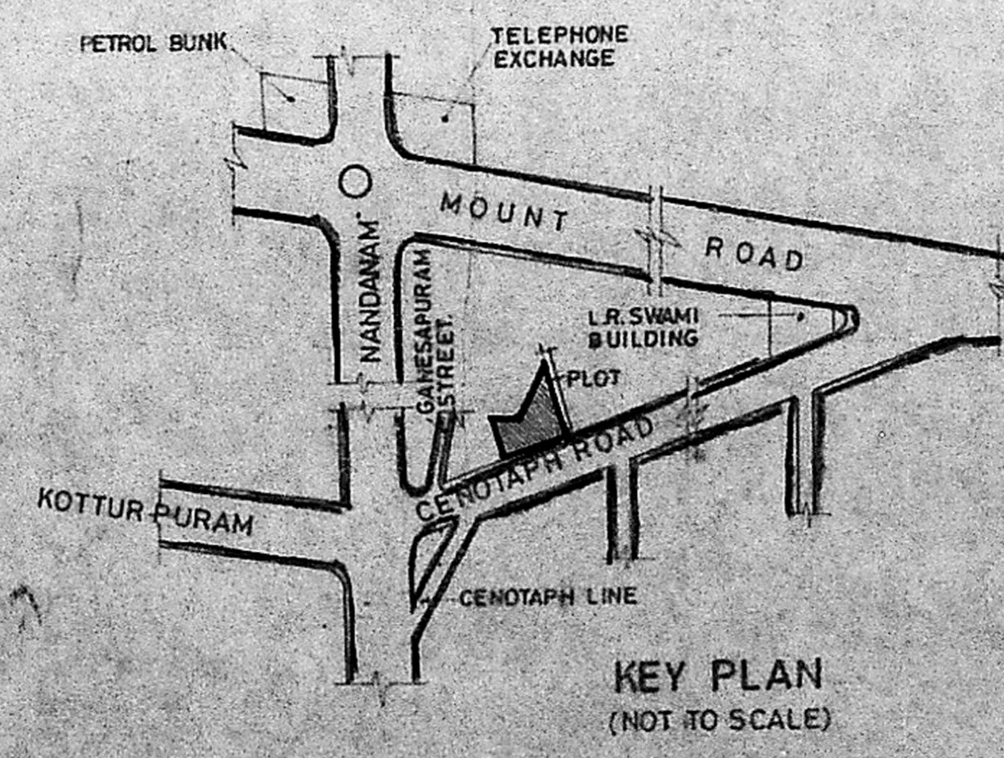 PETROL BUNK
TELEPHONE
EXCHANGE
MOUNT ROAD
NANDANAM
GANESAPURAM
STREET.
L.R. SWAMI
BUILDING
PLOT
CENOTAPH ROAD
KOTTUR PURAM
CENOTAPH LINE
KEY PLAN
(NOT TO SCALE)